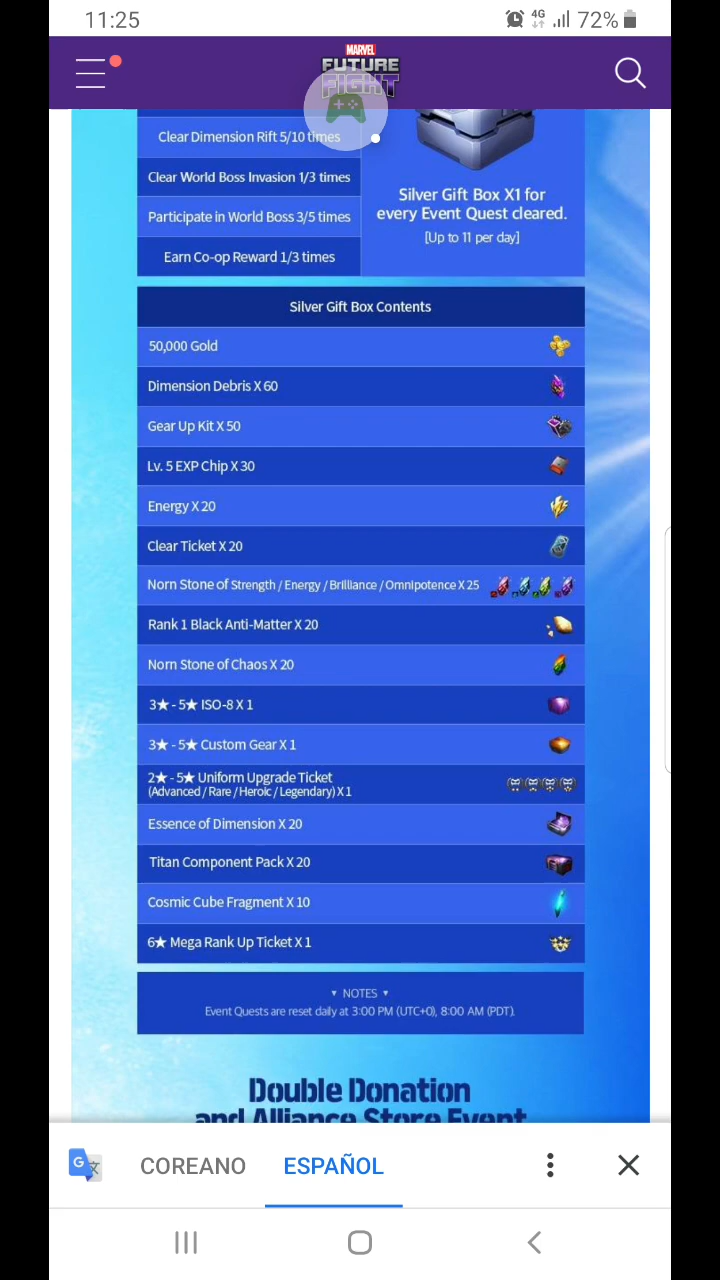 11:25
4G
72%
MARVEL
FUTURE
FIGHT
Clear Dimension Rift 5/10 times
Clear World Boss Invasion 1/3 times
Participate in World Boss 3/5 times
Earn Co-op Reward 1/3 times
Silver Gift Box X1 for
every Event Quest cleared.
[Up to 11 per day]
Silver Gift Box Contents
50,000 Gold
Dimension Debris X 60
Gear Up Kit X 50
Lv. 5 EXP Chip X 30
Energy X 20
Clear Ticket X 20
Norn Stone of Strength / Energy / Brilliance / Omnipotence X 25
Rank 1 Black Anti-Matter X 20
Norn Stone of Chaos X 20
3★ - 5★ ISO-8 X 1
3★ - 5★ Custom Gear X 1
2★ - 5★ Uniform Upgrade Ticket
(Advanced / Rare / Heroic / Legendary) X 1
Essence of Dimension X 20
Titan Component Pack X 20
Cosmic Cube Fragment X 10
6★ Mega Rank Up Ticket X 1
▼ NOTES ▼
Event Quests are reset daily at 3:00 PM (UTC+0), 8:00 AM (PDT).
Double Donation
and Alliance Store Event
G 文
COREANO
ESPAÑOL